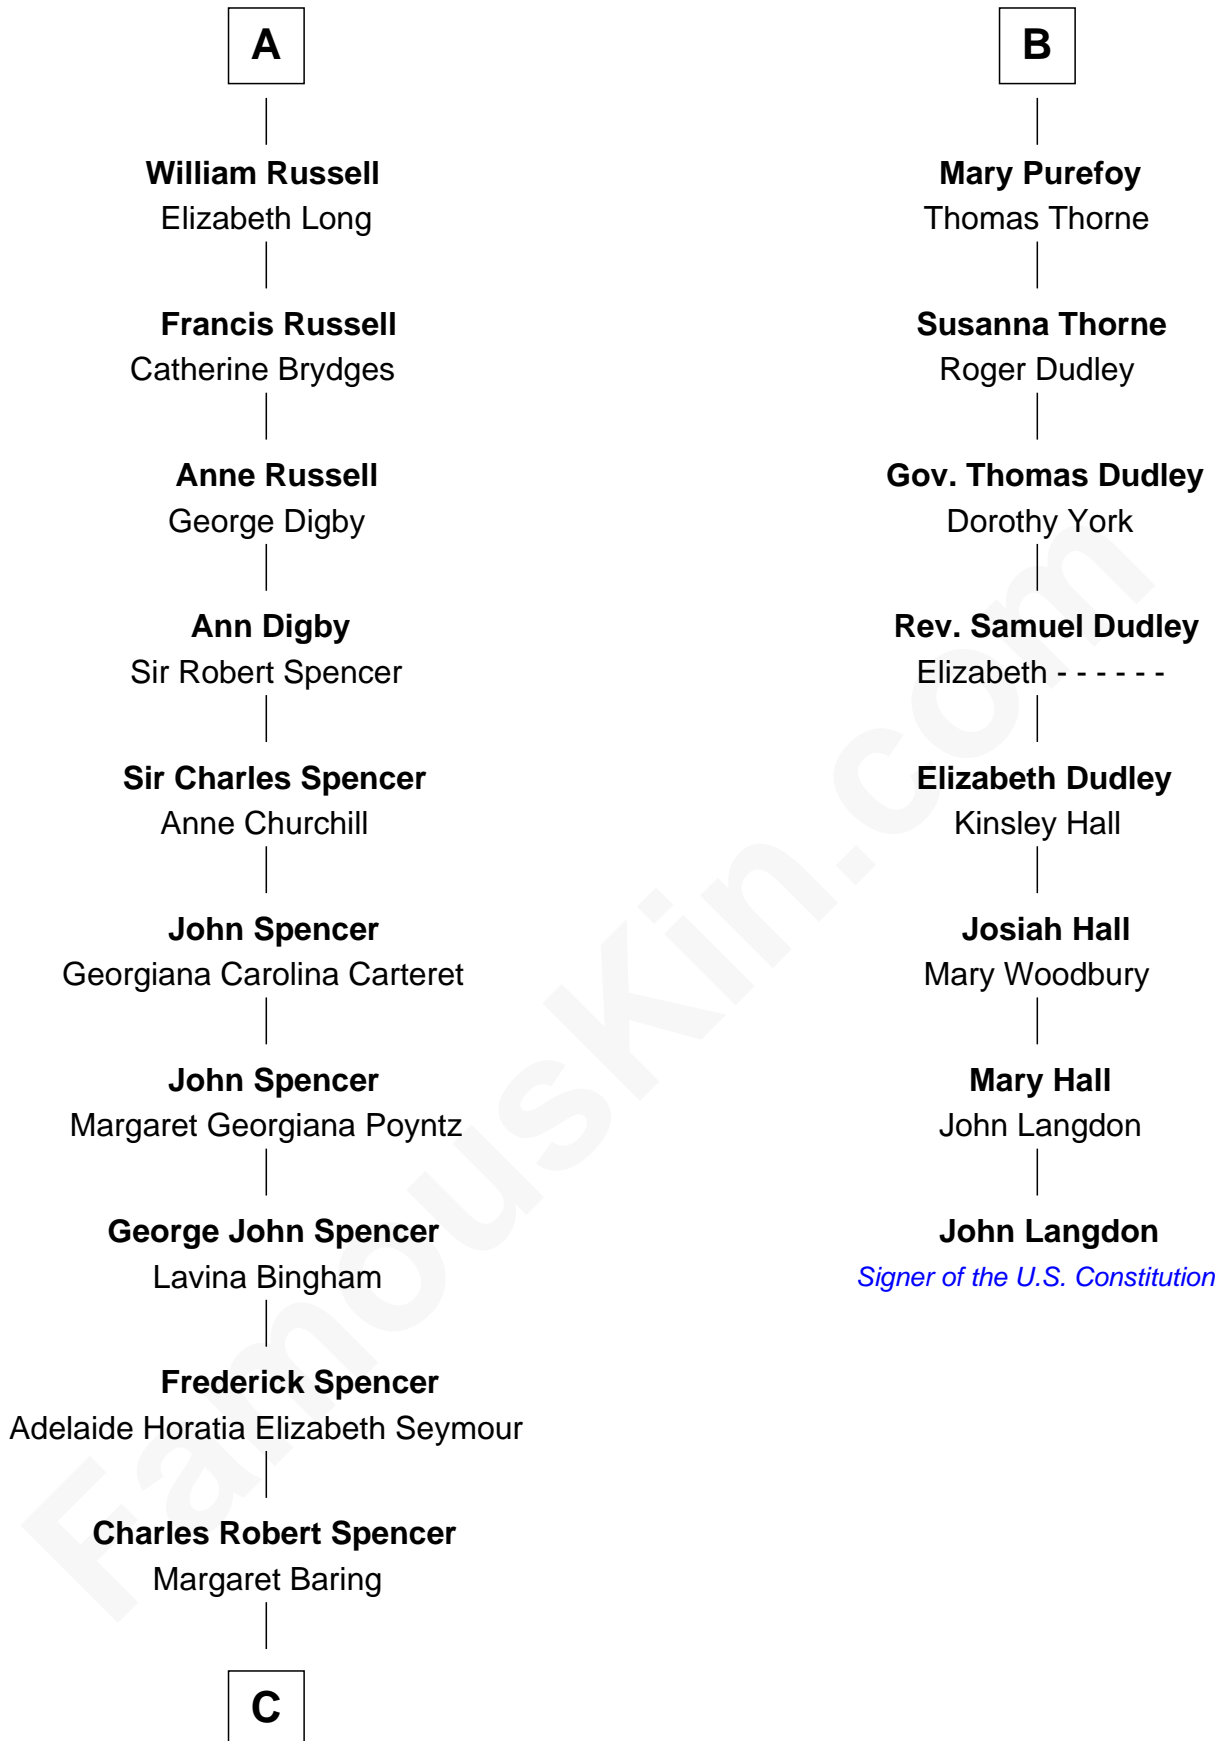 A
William Russell
Elizabeth Long
Francis Russell
Catherine Brydges
Anne Russell
George Digby
Ann Digby
Sir Robert Spencer
Sir Charles Spencer
Anne Churchill
John Spencer
Georgiana Carolina Carteret
John Spencer
Margaret Georgiana Poyntz
George John Spencer
Lavina Bingham
Frederick Spencer
Adelaide Horatia Elizabeth Seymour
Charles Robert Spencer
Margaret Baring
C
B
Mary Purefoy
Thomas Thorne
Susanna Thorne
Roger Dudley
Gov. Thomas Dudley
Dorothy York
Rev. Samuel Dudley
Elizabeth - - - - - -
Elizabeth Dudley
Kinsley Hall
Josiah Hall
Mary Woodbury
Mary Hall
John Langdon
John Langdon
Signer of the U.S. Constitution
FamousKin.com